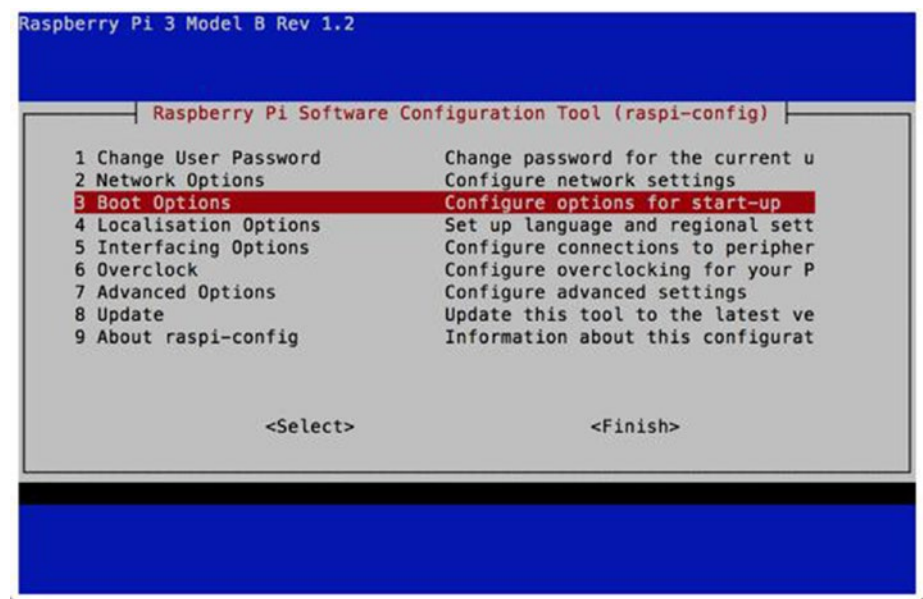 Raspberry Pi 3 Model B Rev 1.2
Raspberry Pi Software Configuration Tool (raspi-config)
1 Change User Password Change password for the current u
2 Network Options Configure network settings
3 Boot Options Configure options for start-up
4 Localisation Options Set up language and regional sett
5 Interfacing Options Configure connections to peripher
6 Overclock Configure overclocking for your P
7 Advanced Options Configure advanced settings
8 Update Update this tool to the latest ve
9 About raspi-config Information about this configurat
<Select> <Finish>